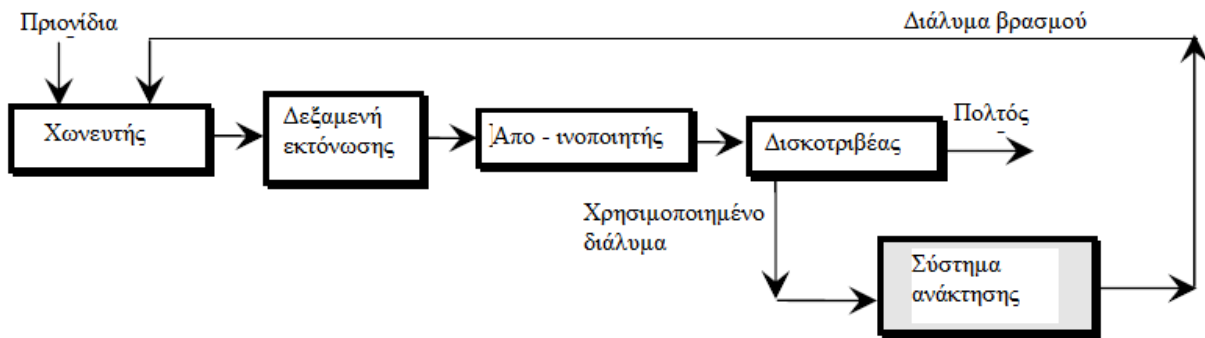 Πριονίδια
Διάλυμα βρασμού
Χωνευτής
Δεξαμενή
εκτόνωσης
Απο - ινοποιητής
Δισκοτριβέας
Πολτός
Χρησιμοποιημένο
διάλυμα
Σύστημα
ανάκτησης